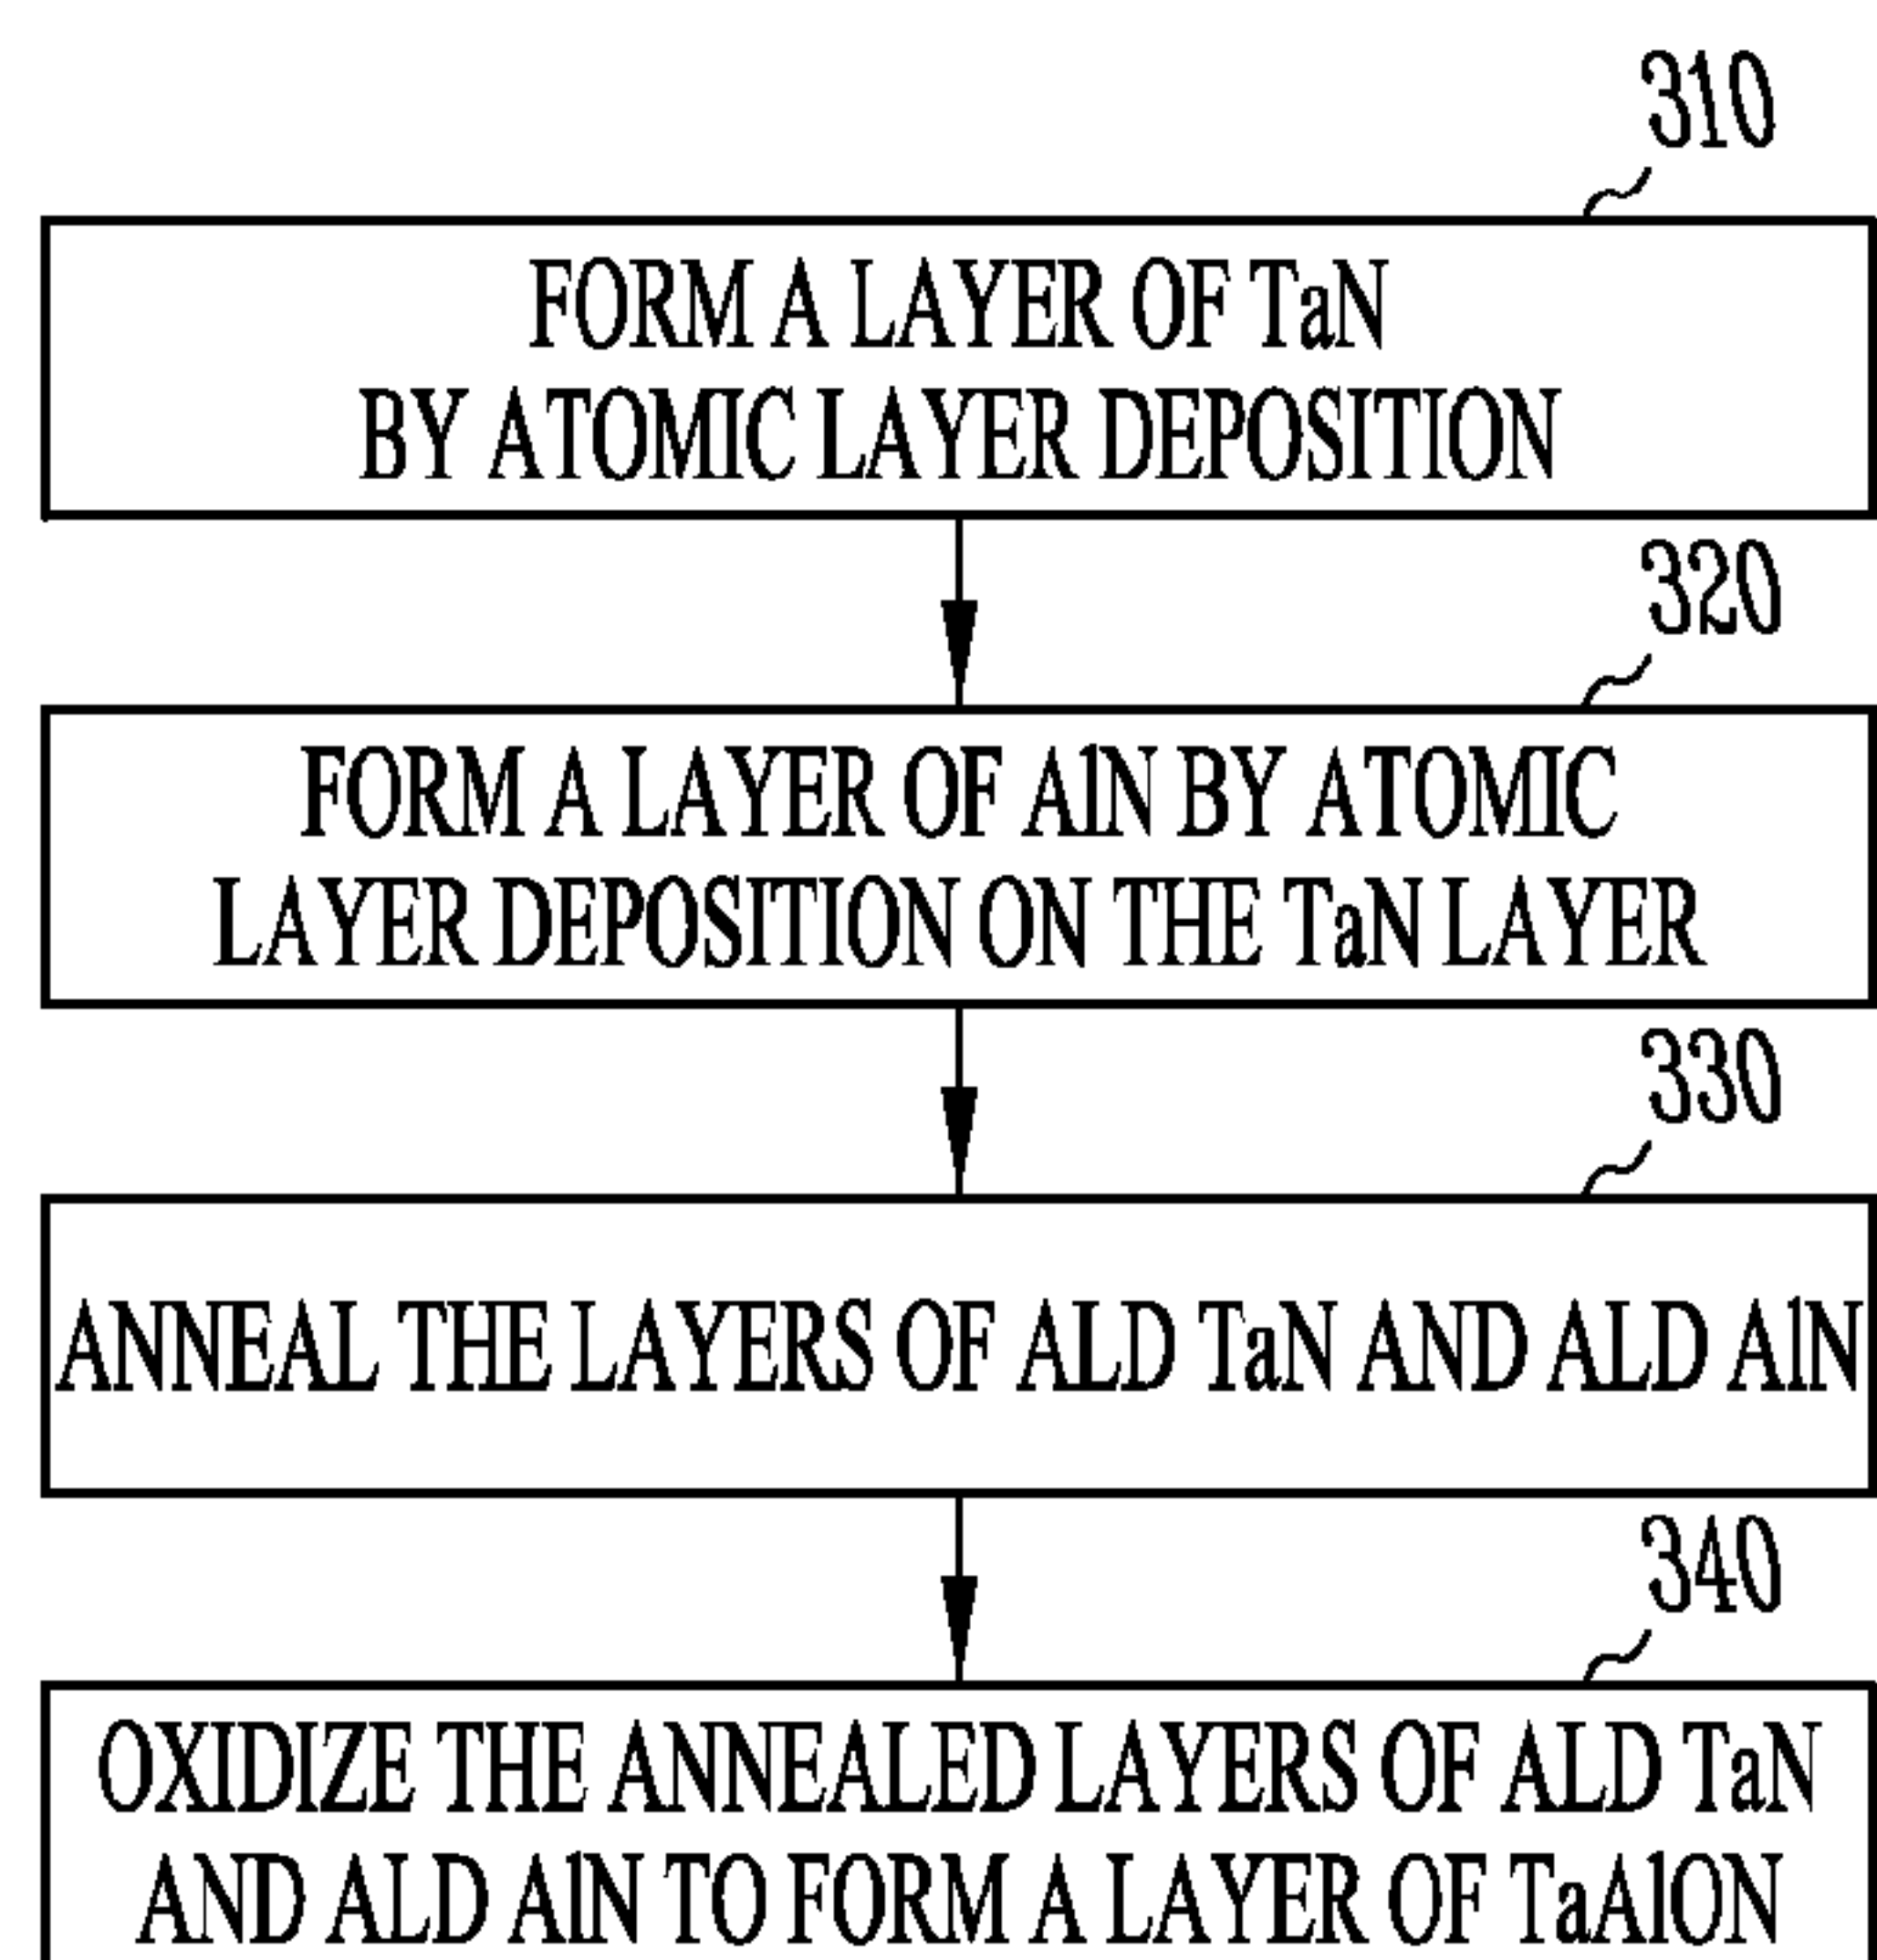 310
FORM A LAYER OF TaN
BY ATOMIC LAYER DEPOSITION
320
FORM A LAYER OF AlN BY ATOMIC
LAYER DEPOSITION ON THE TaN LAYER
330
ANNEAL THE LAYERS OF ALD TaN AND ALD AlN
340
OXIDIZE THE ANNEALED LAYERS OF ALD TaN
AND ALD AlN TO FORM A LAYER OF TaAlON